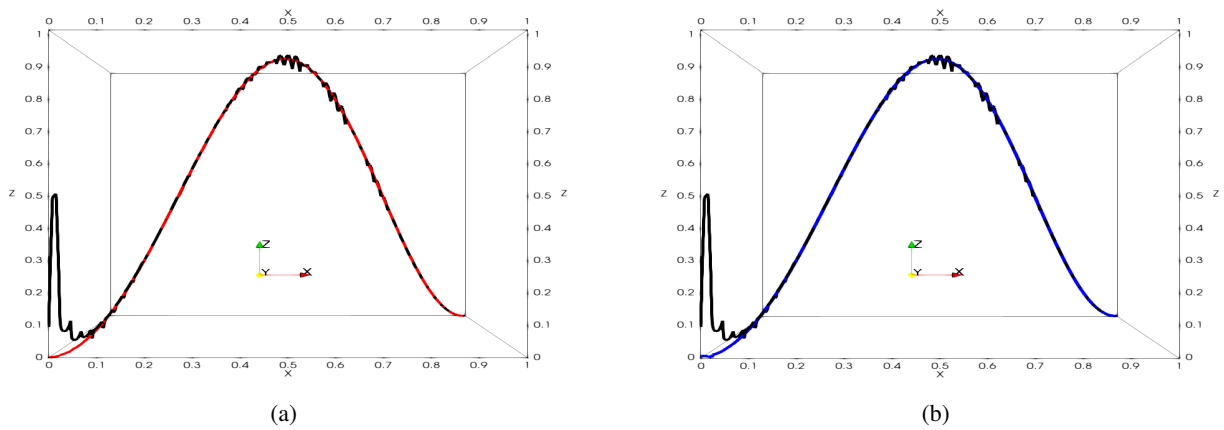 X X
0 0.1 0.2 0.3 0.4 0.5 0.6 0.7 0.8 0.9 1 0 0.1 0.2 0.3 0.4 0.5 0.6 0.7 0.8 0.9 1
1 1 1 1
0.9 0.9 0.9 0.9
0.8 0.8 0.8 0.8
0.7 0.7 0.7 0.7
0.6 0.6 0.6 0.6
Z 0.5 0.5 Z Z 0.5 0.5 Z
0.4 0.4 0.4 0.4
0.3 Z 0.3 0.3 Z 0.3
Y X Y X
0.2 0.2 0.2 0.2
0.1 0.1 0.1 0.1
0 0 0 0
0 0.1 0.2 0.3 0.4 0.5 0.6 0.7 0.8 0.9 1 0 0.1 0.2 0.3 0.4 0.5 0.6 0.7 0.8 0.9 1
X X
(a) (b)